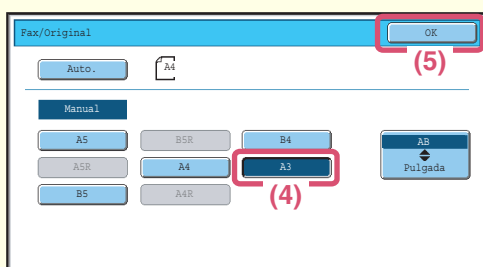 Fax/Original
OK
(5)
Auto.
A4
Manual
A5
B5R
B4
AB
A5R
A4
A3
Pulgada
(4)
B5
A4R